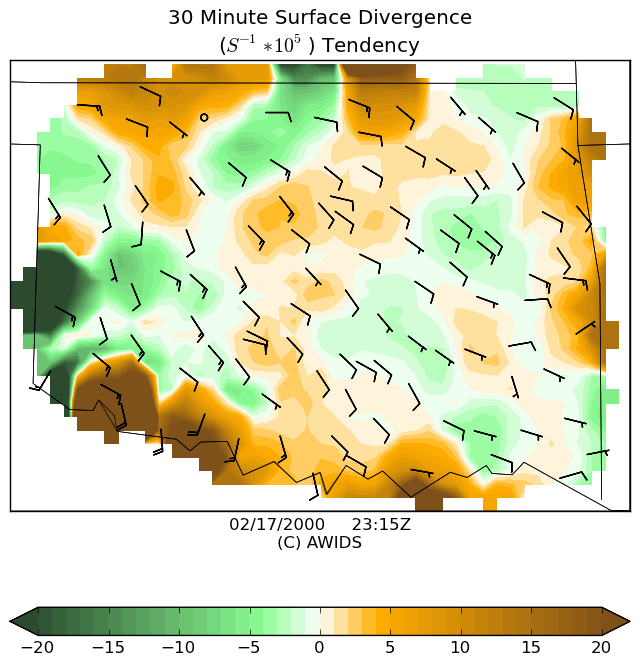 30 Minute Surface Divergence
(S⁻¹ * 10⁵ ) Tendency
02/17/2000 23:15Z
(C) AWIDS
−20 −15 −10 −5 0 5 10 15 20